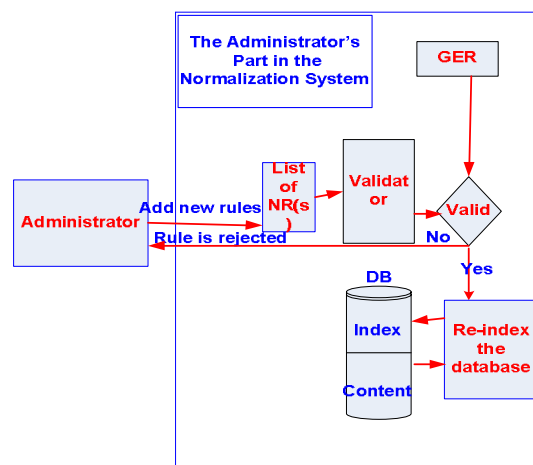 The Administrator's
Part in the
Normalization System
GER
List
of
NR(s
)
Validat
or
Valid
Administrator
Add new rules
Rule is rejected
No
Yes
DB
Index
Content
Re-index
the
database